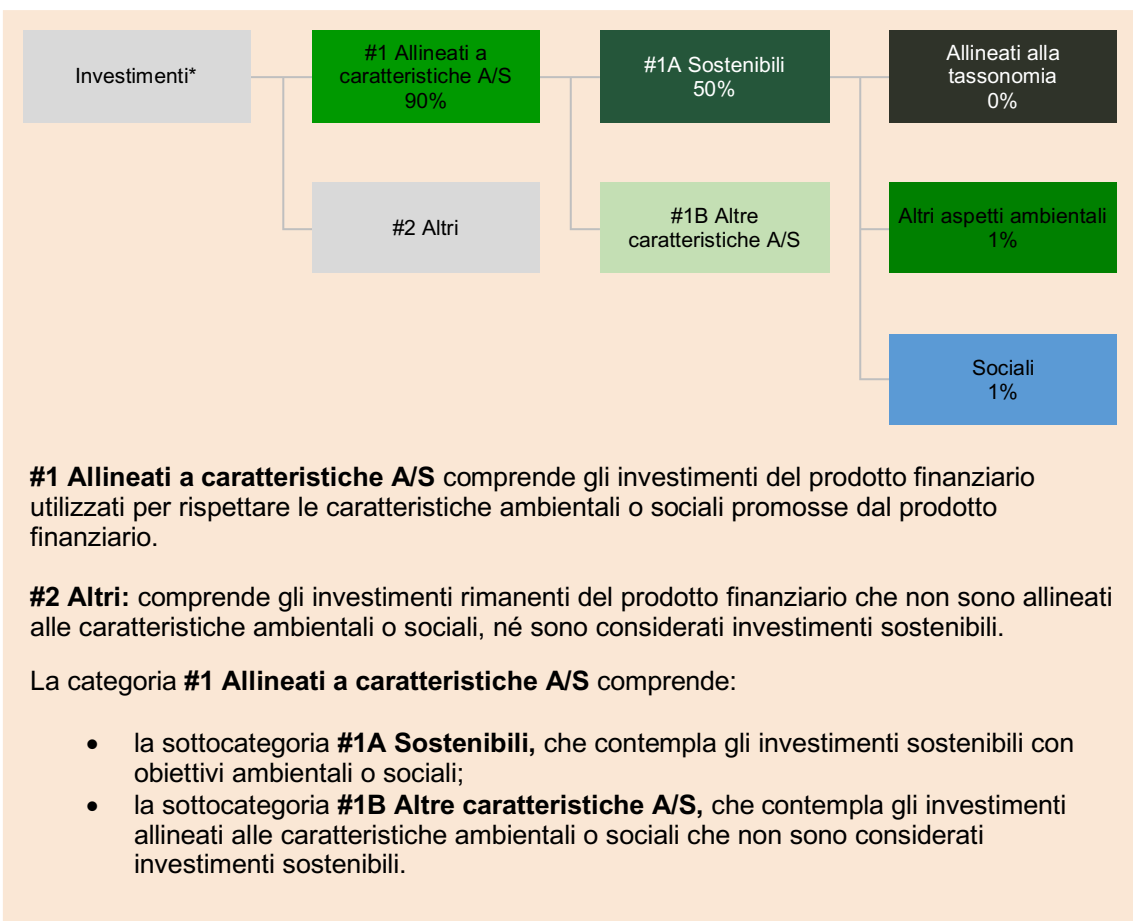 Investimenti*
#1 Allineati a
caratteristiche A/S
90%
#1A Sostenibili
50%
Allineati alla
tassonomia
0%
#2 Altri
#1B Altre
caratteristiche A/S
Altri aspetti ambientali
1%
Sociali
1%
#1 Allineati a caratteristiche A/S comprende gli investimenti del prodotto finanziario
utilizzati per rispettare le caratteristiche ambientali o sociali promosse dal prodotto
finanziario.
#2 Altri: comprende gli investimenti rimanenti del prodotto finanziario che non sono allineati
alle caratteristiche ambientali o sociali, né sono considerati investimenti sostenibili.
La categoria #1 Allineati a caratteristiche A/S comprende:
• la sottocategoria #1A Sostenibili, che contempla gli investimenti sostenibili con
obiettivi ambientali o sociali;
• la sottocategoria #1B Altre caratteristiche A/S, che contempla gli investimenti
allineati alle caratteristiche ambientali o sociali che non sono considerati
investimenti sostenibili.